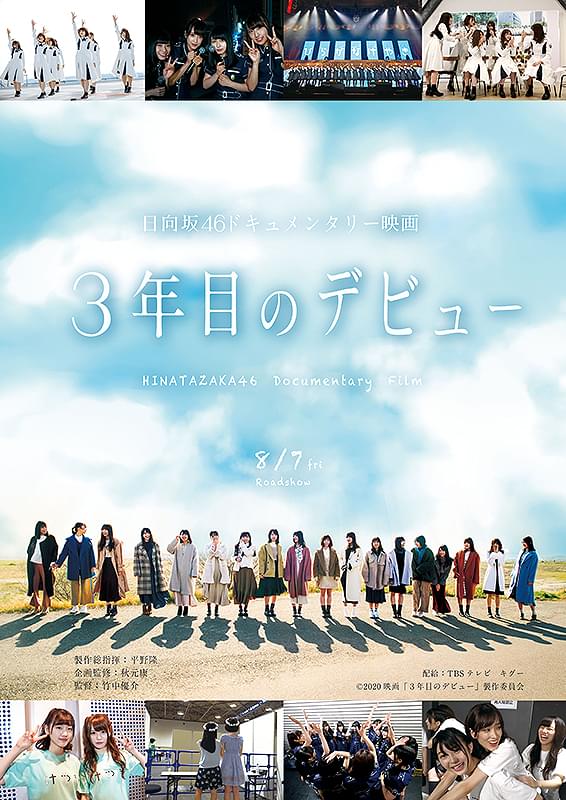 日向坂46ドキュメンタリー映画
3年目のデビュー
HINATAZAKA46 Documentary Film
8/7 fri
Roadshow
製作総指揮：平野隆
企画監修：秋元康
監督：竹中優介
配給：TBSテレビ キグー
©2020 映画「3年目のデビュー」製作委員会